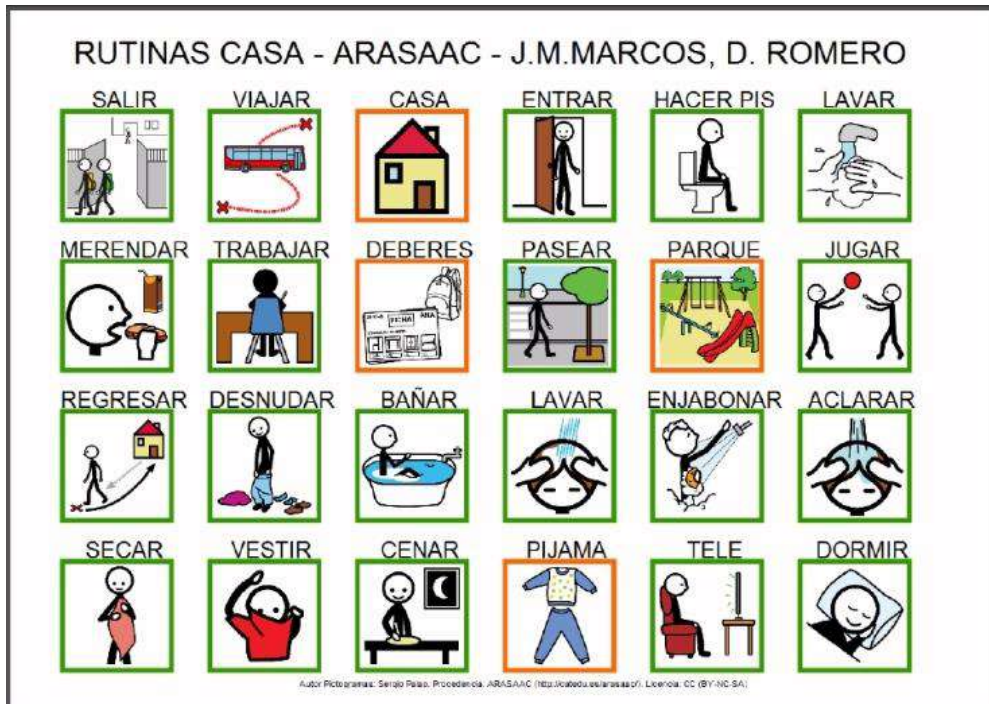 RUTINAS CASA - ARASAAC - J.M.MARCOS, D. ROMERO
SALIR VIAJAR CASA ENTRAR HACER PIS LAVAR
MERENDAR TRABAJAR DEBERES PASEAR PARQUE JUGAR
FICHA ANA
REGRESAR DESNUDAR BAÑAR LAVAR ENJABONAR ACLARAR
SECAR VESTIR CENAR PIJAMA TELE DORMIR
Autor Pictogramas: Sergio Palao. Procedencia: ARASAAC (http://catedu.es/arasaac/). Licencia: CC (BY-NC-SA)